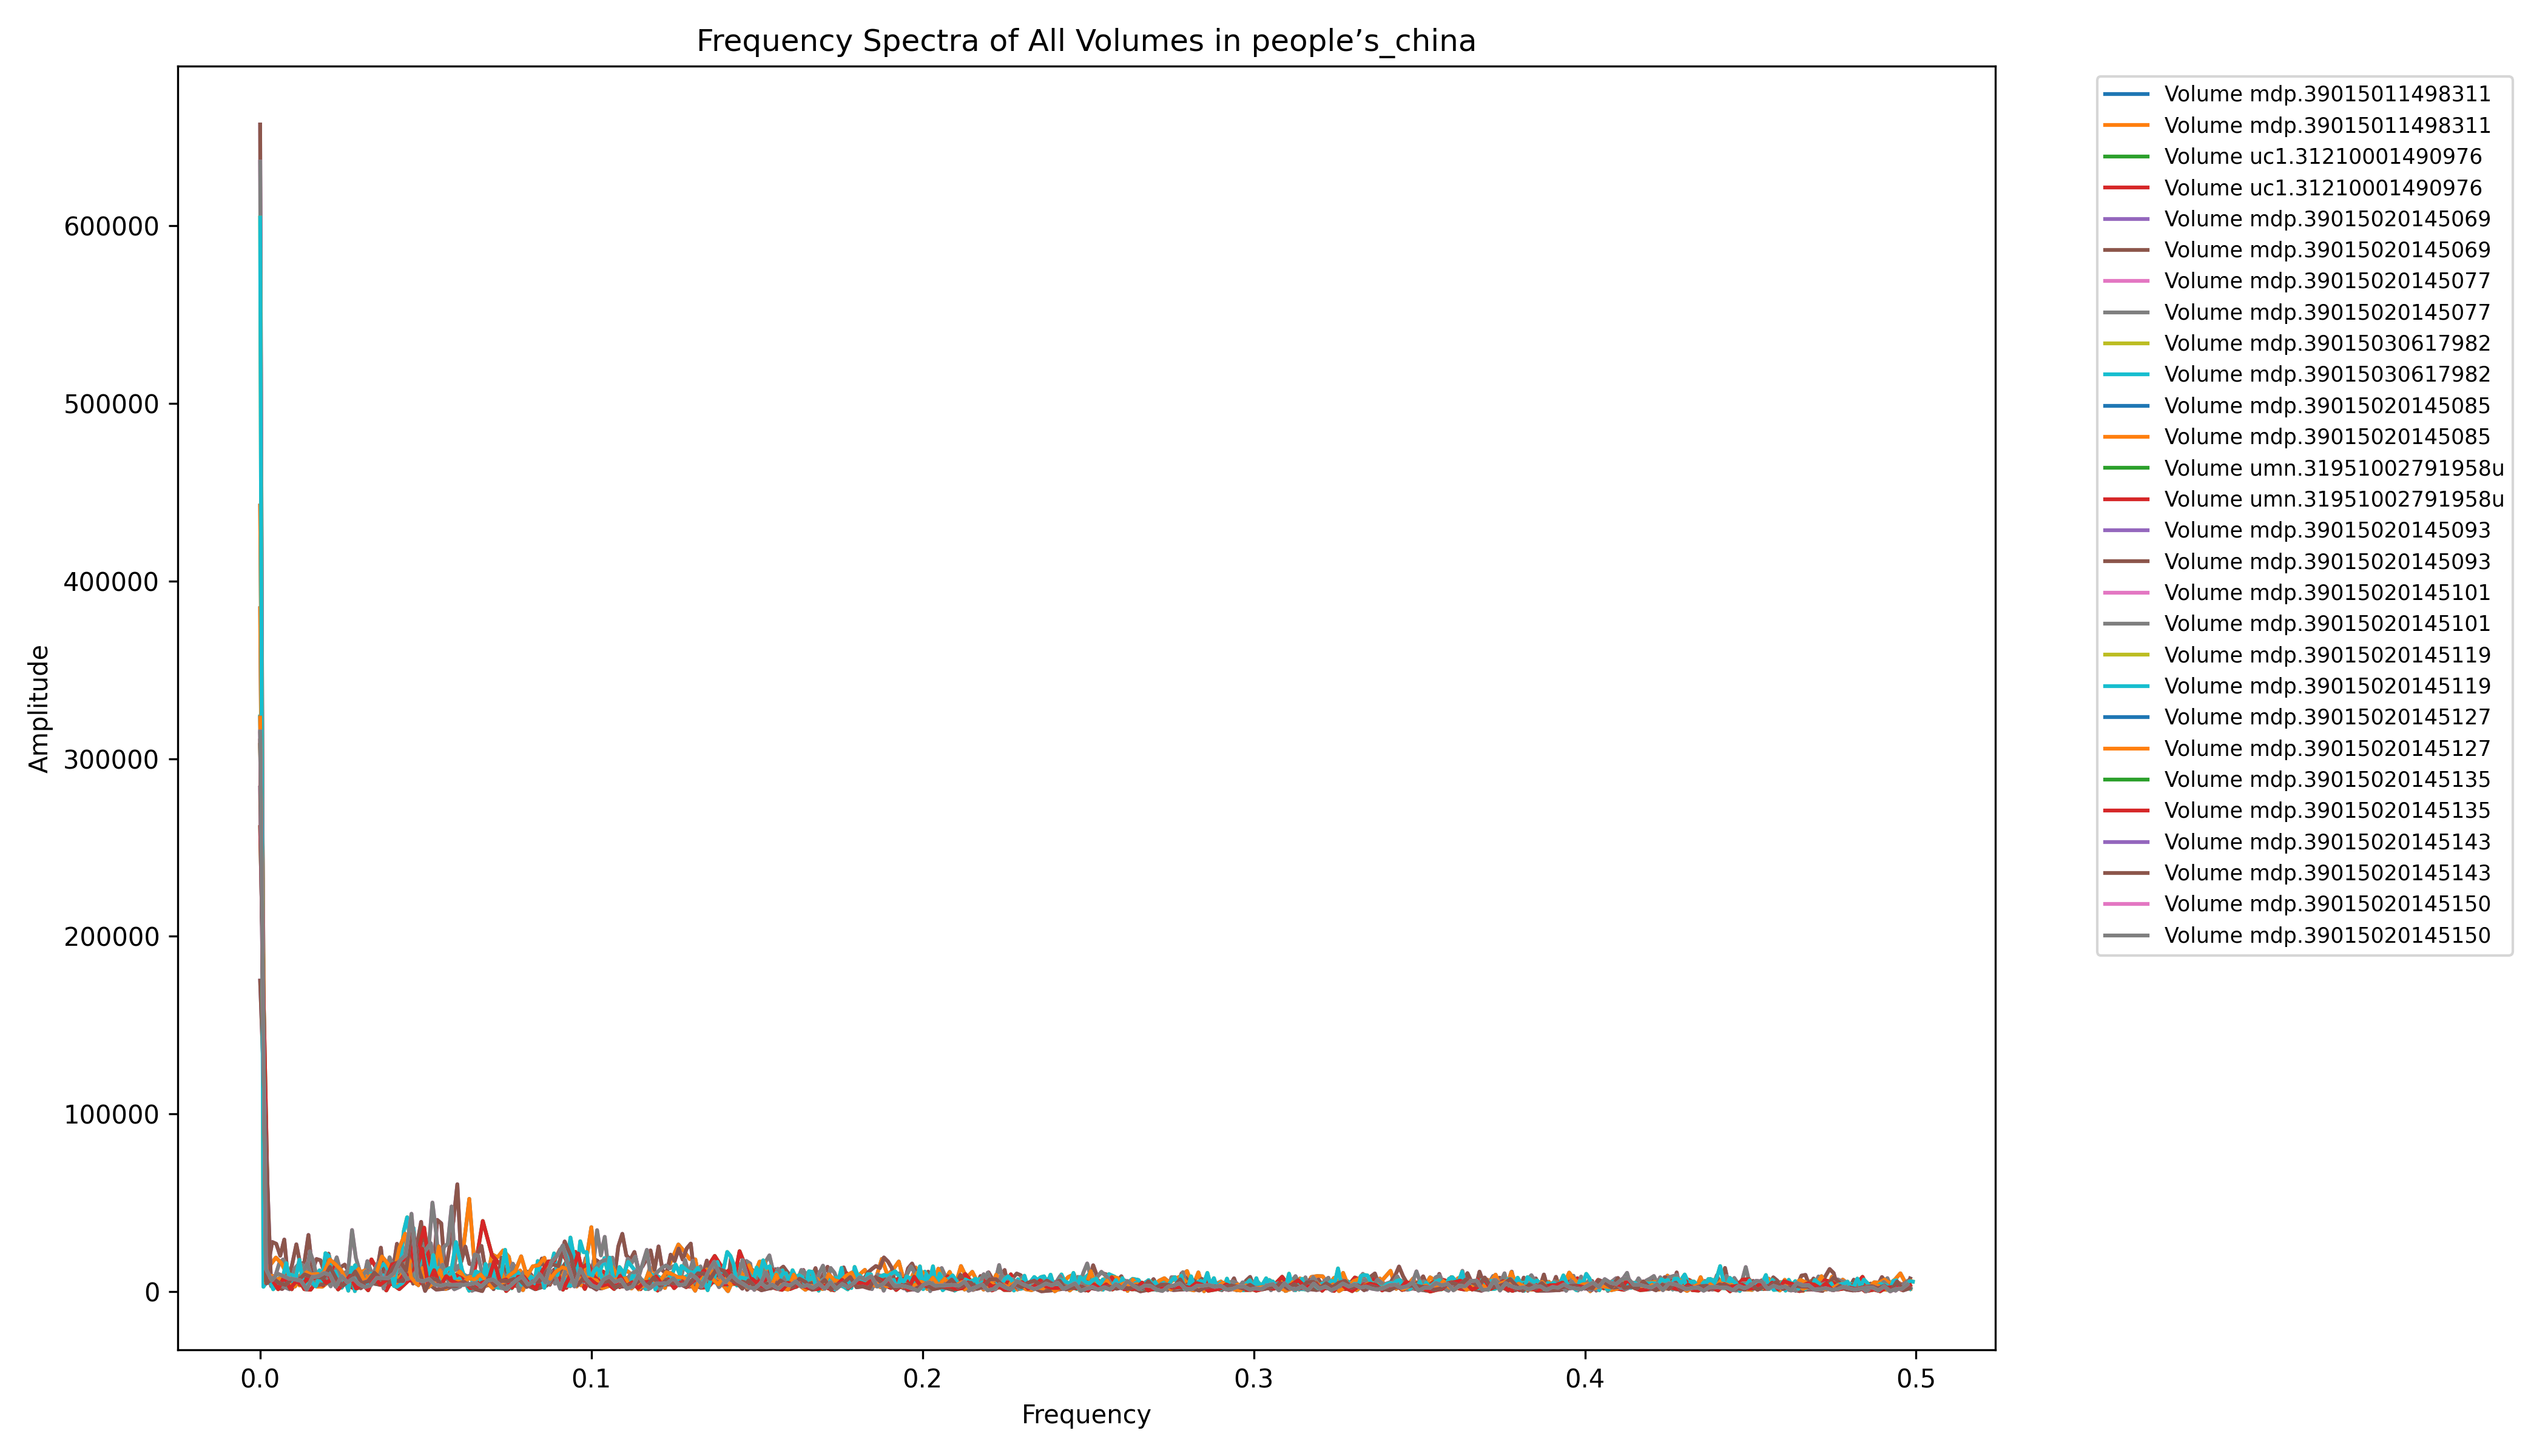 Frequency Spectra of All Volumes in people’s_china
600000
500000
400000
300000
200000
100000
0
Amplitude
0.0 0.1 0.2 0.3 0.4 0.5
Frequency
Volume mdp.39015011498311
Volume mdp.39015011498311
Volume uc1.31210001490976
Volume uc1.31210001490976
Volume mdp.39015020145069
Volume mdp.39015020145069
Volume mdp.39015020145077
Volume mdp.39015020145077
Volume mdp.39015030617982
Volume mdp.39015030617982
Volume mdp.39015020145085
Volume mdp.39015020145085
Volume umn.31951002791958u
Volume umn.31951002791958u
Volume mdp.39015020145093
Volume mdp.39015020145093
Volume mdp.39015020145101
Volume mdp.39015020145101
Volume mdp.39015020145119
Volume mdp.39015020145119
Volume mdp.39015020145127
Volume mdp.39015020145127
Volume mdp.39015020145135
Volume mdp.39015020145135
Volume mdp.39015020145143
Volume mdp.39015020145143
Volume mdp.39015020145150
Volume mdp.39015020145150